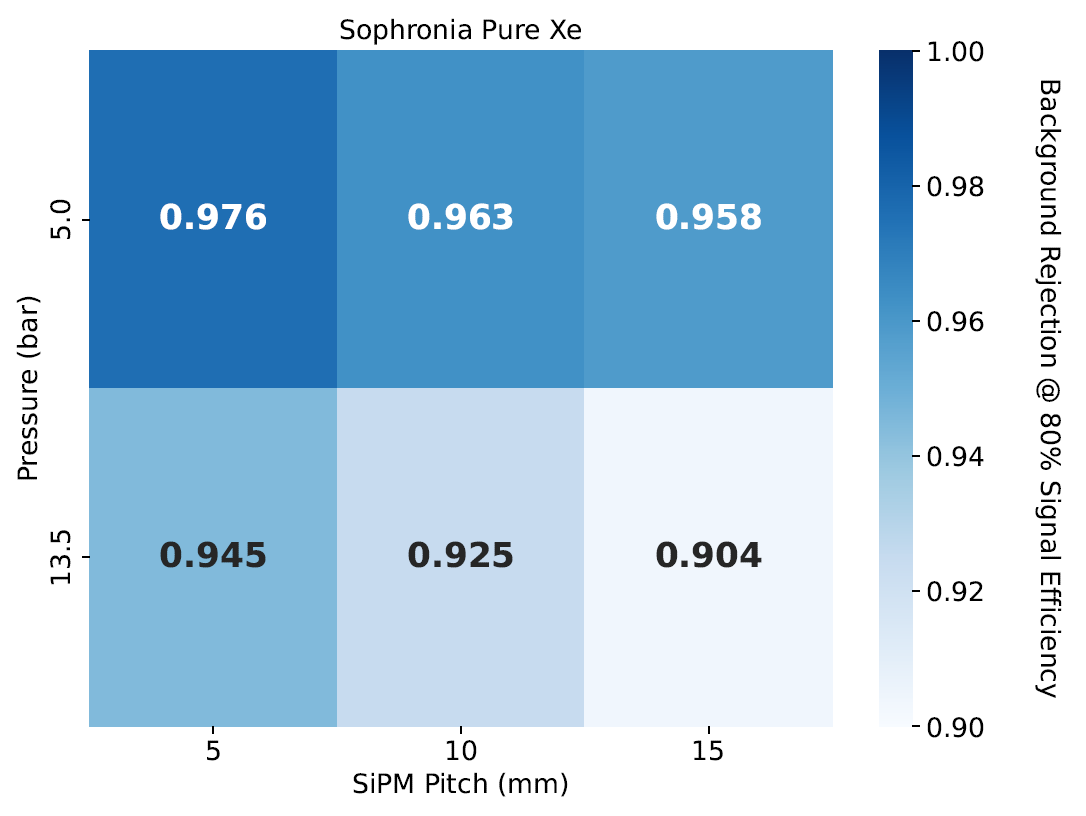 Sophronia Pure Xe
Pressure (bar)
5.0
0.976 0.963 0.958
13.5
0.945 0.925 0.904
5 10 15
SiPM Pitch (mm)
1.00
0.98
0.96
0.94
0.92
0.90
Background Rejection @ 80% Signal Efficiency